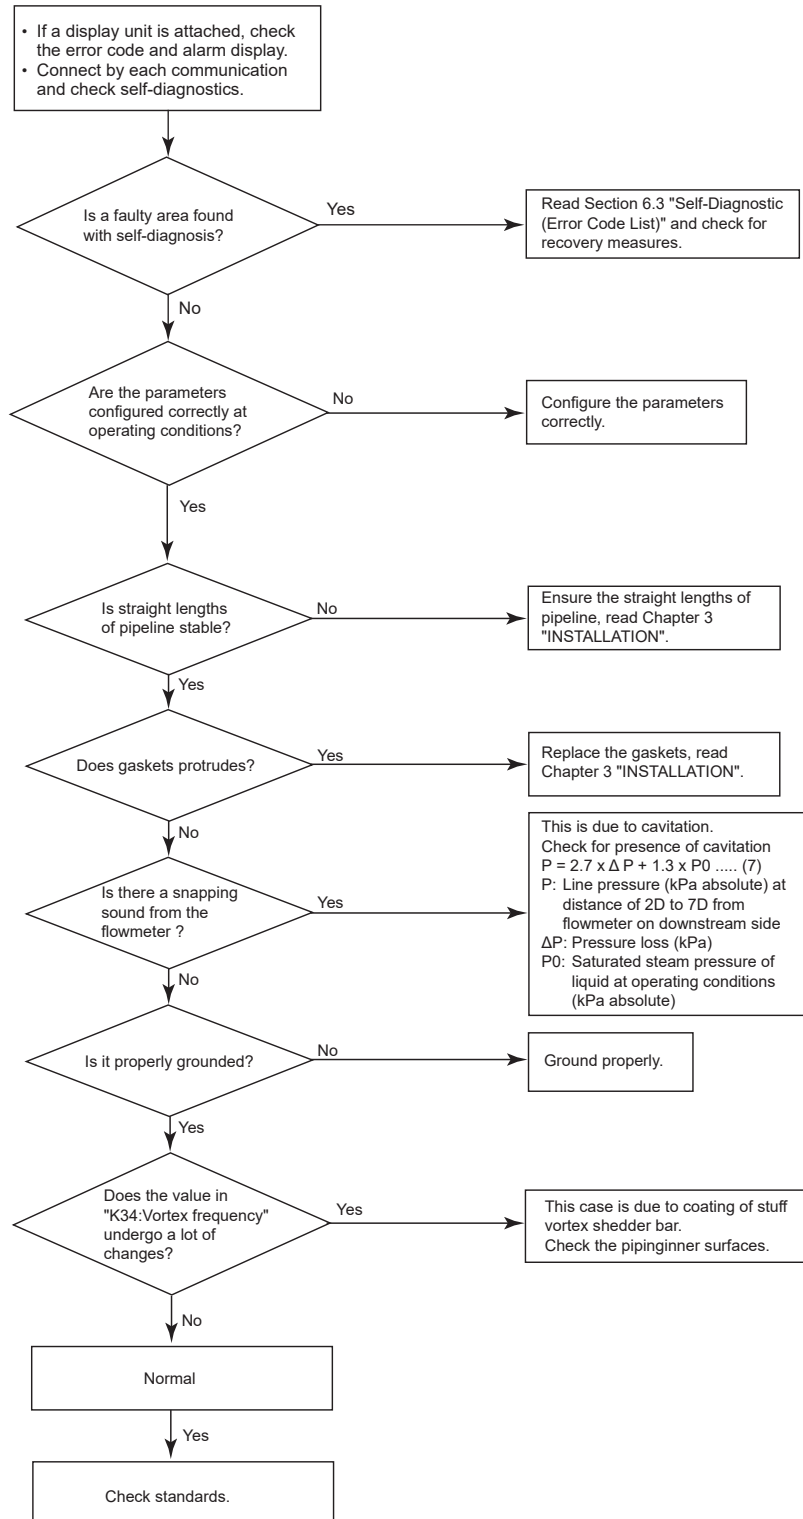 • If a display unit is attached, check
the error code and alarm display.
• Connect by each communication
and check self-diagnostics.
Is a faulty area found
with self-diagnosis?
Yes
Read Section 6.3 "Self-Diagnostic
(Error Code List)" and check for
recovery measures.
No
Are the parameters
configured correctly at
operating conditions?
No
Configure the parameters
correctly.
Yes
Is straight lengths
of pipeline stable?
No
Ensure the straight lengths of
pipeline, read Chapter 3
"INSTALLATION".
Yes
Does gaskets protrudes?
Yes
Replace the gaskets, read
Chapter 3 "INSTALLATION".
No
Is there a snapping
sound from the
flowmeter ?
Yes
This is due to cavitation.
Check for presence of cavitation
P = 2.7 x Δ P + 1.3 x P0 ..... (7)
P: Line pressure (kPa absolute) at
distance of 2D to 7D from
flowmeter on downstream side
ΔP: Pressure loss (kPa)
P0: Saturated steam pressure of
liquid at operating conditions
(kPa absolute)
No
Is it properly grounded?
No
Ground properly.
Yes
Does the value in
"K34:Vortex frequency"
undergo a lot of
changes?
Yes
This case is due to coating of stuff
vortex shedder bar.
Check the pipinginner surfaces.
No
Normal
Yes
Check standards.